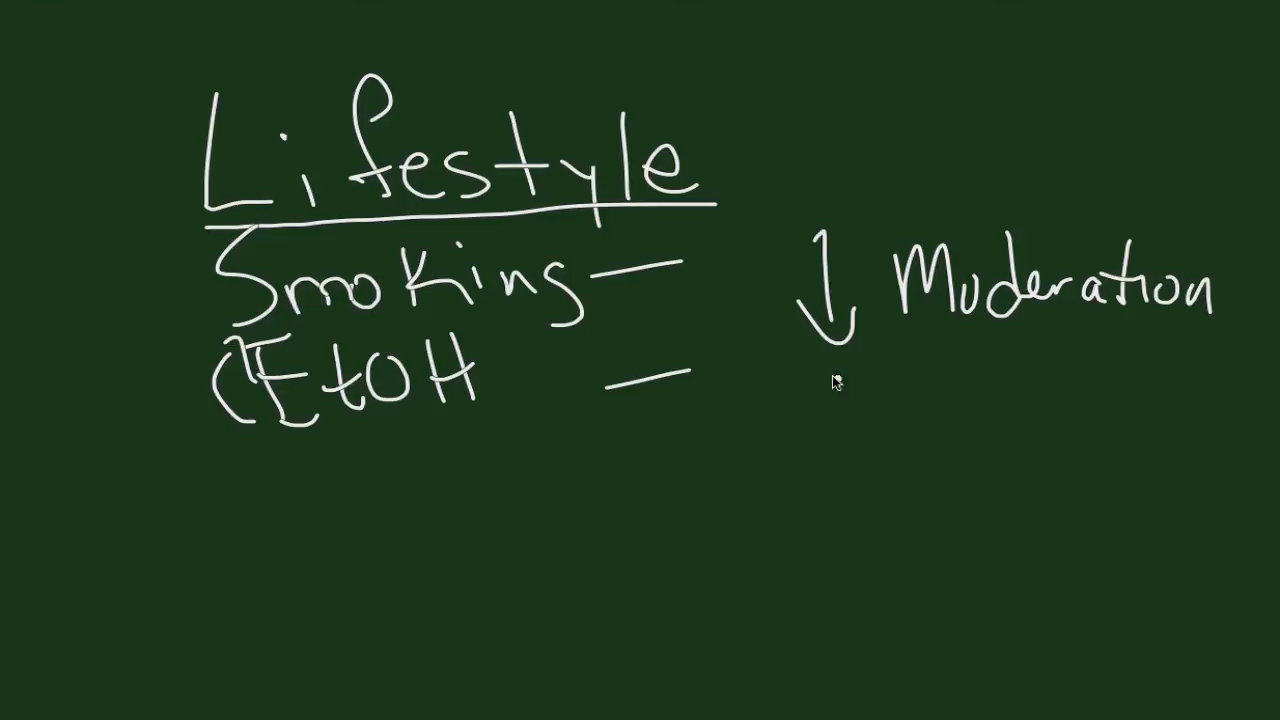 Lifestyle
Smoking — ↓ Moderation
(EtOH —